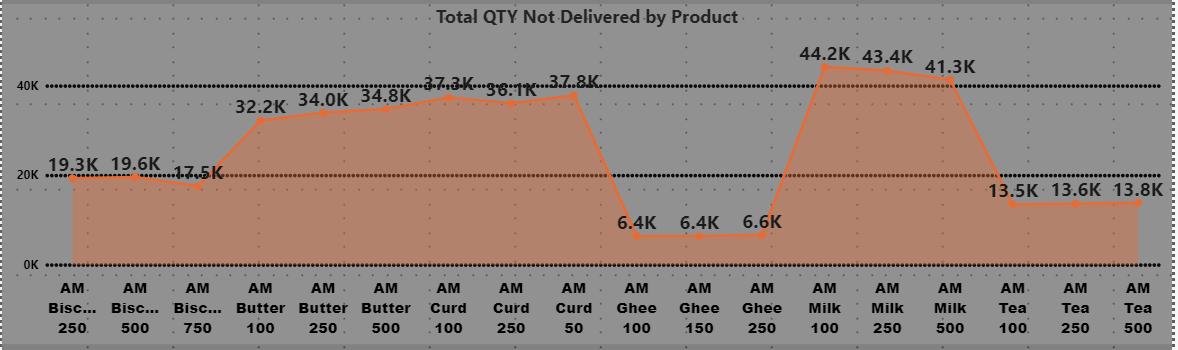 Total QTY Not Delivered by Product
40K
20K
0K
19.3K 19.6K 17.5K 32.2K 34.0K 34.8K 37.3K 36.1K 37.8K 6.4K 6.4K 6.6K 44.2K 43.4K 41.3K 13.5K 13.6K 13.8K
AM AM AM AM AM AM AM AM AM AM AM AM AM AM AM AM AM AM
Bisc... Bisc... Bisc... Butter Butter Butter Curd Curd Curd Ghee Ghee Ghee Milk Milk Milk Tea Tea Tea
250 500 750 100 250 500 100 250 50 100 150 250 100 250 500 100 250 500